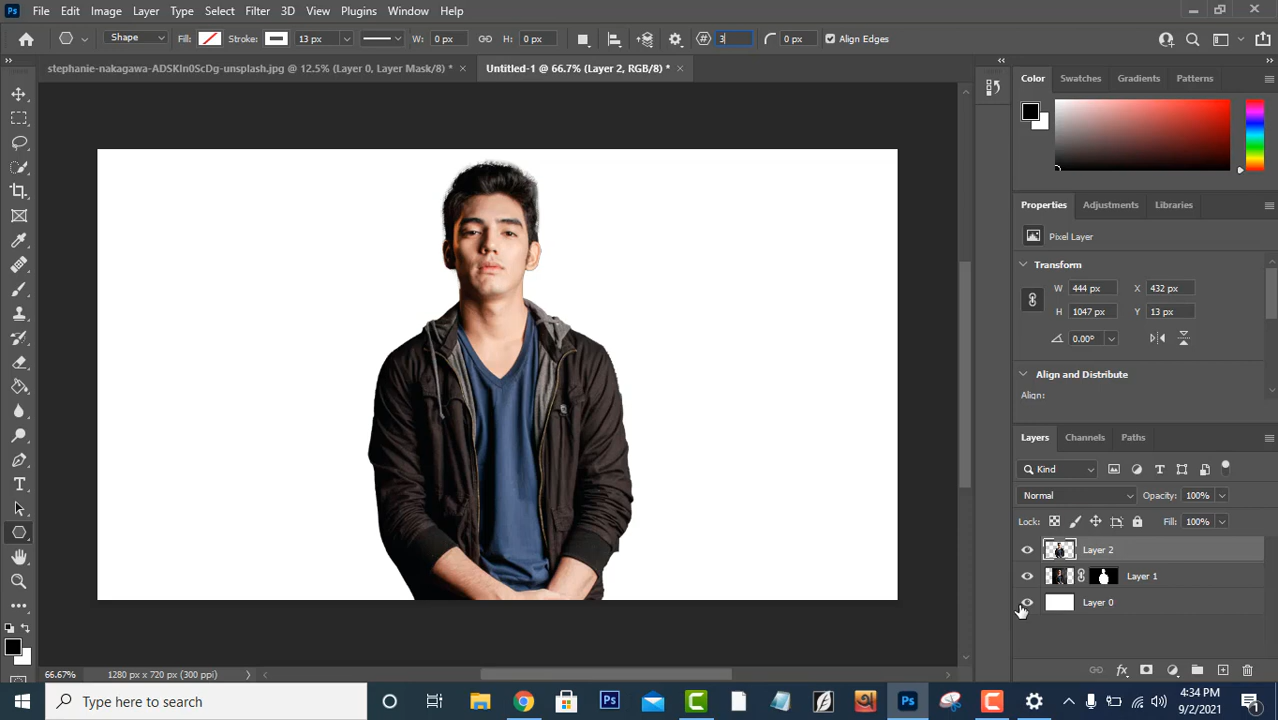 Ps File Edit Image Layer Type Select Filter 3D View Plugins Window Help
Shape Fill: Stroke: 13 px W: 0 px H: 0 px 3 0 px Align Edges
stephanie-nakagawa-ADSKIn0ScDg-unsplash.jpg @ 12.5% (Layer 0, Layer Mask/8) * × Untitled-1 @ 66.7% (Layer 2, RGB/8) * ×
Color Swatches Gradients Patterns
Properties Adjustments Libraries
Pixel Layer
Transform
W 444 px X 432 px
H 1047 px Y 13 px
0.00°
Align and Distribute
Align:
Layers Channels Paths
Kind
Normal Opacity: 100%
Lock: Fill: 100%
Layer 2
Layer 1
Layer 0
66.67% 1280 px x 720 px (300 ppi)
Type here to search
Ps
Ps
4:34 PM
9/2/2021
1